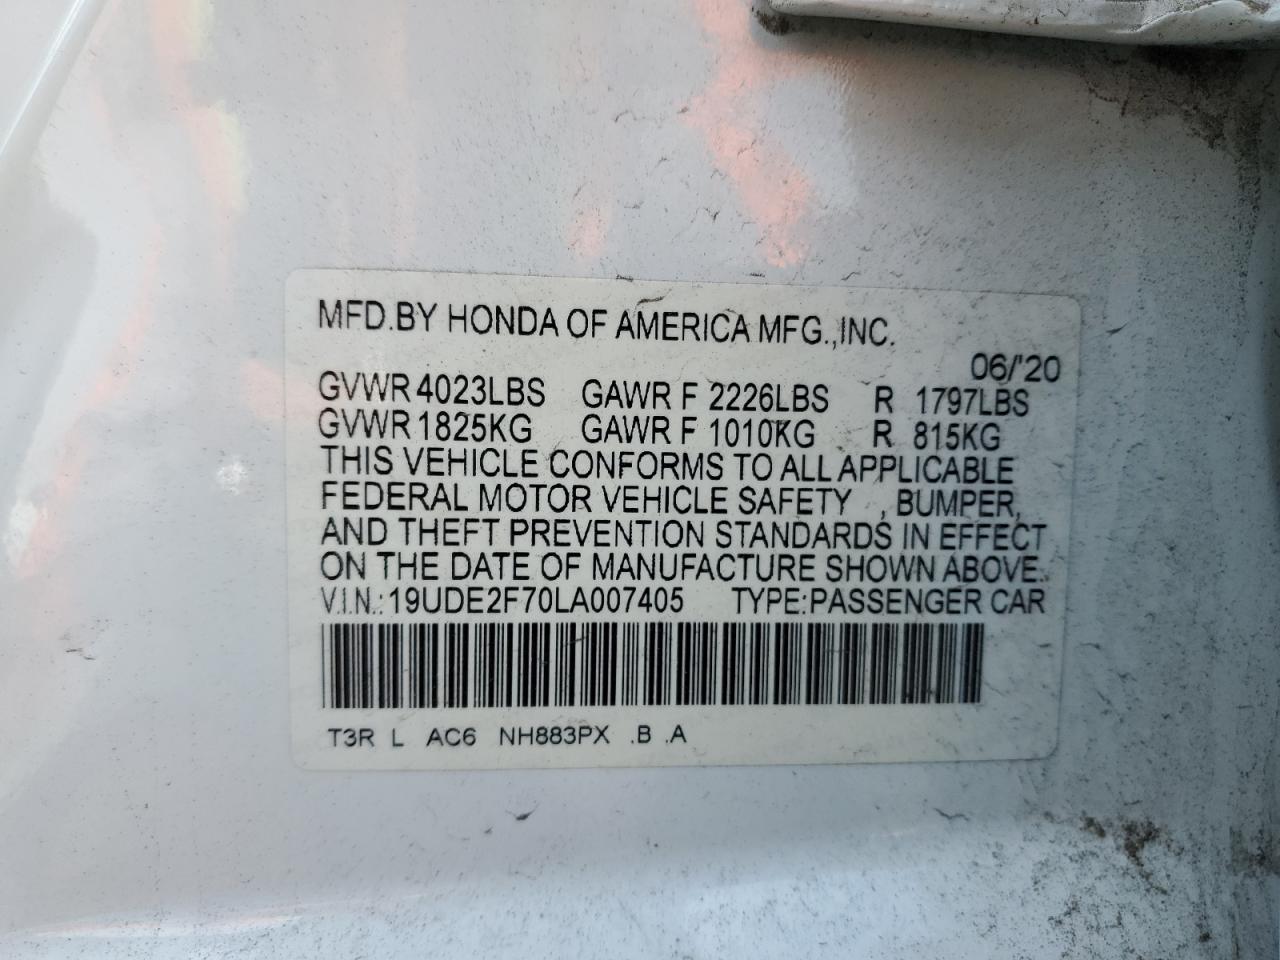 MFD.BY HONDA OF AMERICA MFG.,INC.
06/'20
GVWR 4023LBS GAWR F 2226LBS R 1797LBS
GVWR 1825KG GAWR F 1010KG R 815KG
THIS VEHICLE CONFORMS TO ALL APPLICABLE
FEDERAL MOTOR VEHICLE SAFETY , BUMPER,
AND THEFT PREVENTION STANDARDS IN EFFECT
ON THE DATE OF MANUFACTURE SHOWN ABOVE.
V.I.N.:19UDE2F70LA007405 TYPE:PASSENGER CAR
T3R L AC6 NH883PX .B .A